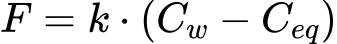 F = k · (C_w − C_eq)